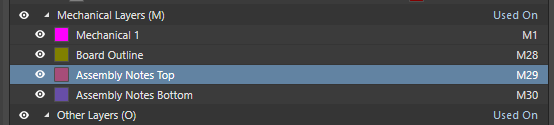 Mechanical Layers (M) Used On
Mechanical 1 M1
Board Outline M28
Assembly Notes Top M29
Assembly Notes Bottom M30
Other Layers (O) Used On